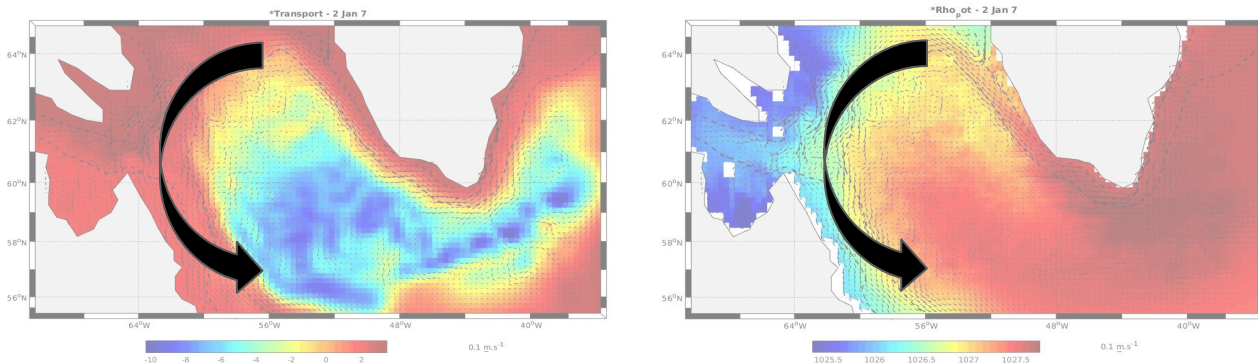 *Transport - 2 Jan 7
64°N
62°N
60°N
58°N
56°N
64°W
56°W
48°W
40°W
-10 -8 -6 -4 -2 0 2
0.1 m.s⁻¹
*Rho_pot - 2 Jan 7
64°N
62°N
60°N
58°N
56°N
64°W
56°W
48°W
40°W
1025.5 1026 1026.5 1027 1027.5
0.1 m.s⁻¹